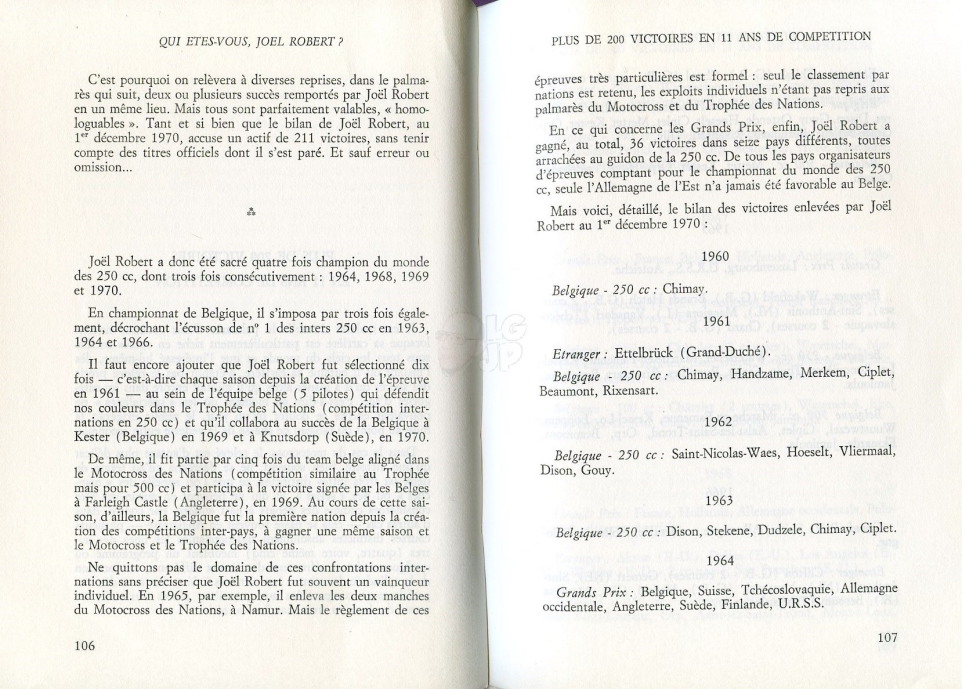 QUI ETES-VOUS, JOEL ROBERT ?
C'est pourquoi on relèvera à diverses reprises, dans le palma-
rès qui suit, deux ou plusieurs succès remportés par Joël Robert
en un même lieu. Mais tous sont parfaitement valables, « homo-
loguables ». Tant et si bien que le bilan de Joël Robert, au
1er décembre 1970, accuse un actif de 211 victoires, sans tenir
compte des titres officiels dont il s'est paré. Et sauf erreur ou
omission...
Joël Robert a donc été sacré quatre fois champion du monde
des 250 cc, dont trois fois consécutivement : 1964, 1968, 1969
et 1970.
En championnat de Belgique, il s'imposa par trois fois égale-
ment, décrochant l'écusson de n° 1 des inters 250 cc en 1963,
1964 et 1966.
Il faut encore ajouter que Joël Robert fut sélectionné dix
fois — c'est-à-dire chaque saison depuis la création de l'épreuve
en 1961 — au sein de l'équipe belge (5 pilotes) qui défendit
nos couleurs dans le Trophée des Nations (compétition inter-
nations en 250 cc) et qu'il collabora au succès de la Belgique à
Kester (Belgique) en 1969 et à Knutsdorp (Suède), en 1970.
De même, il fit partie par cinq fois du team belge aligné dans
le Motocross des Nations (compétition similaire au Trophée
mais pour 500 cc) et participa à la victoire signée par les Belges
à Farleigh Castle (Angleterre), en 1969. Au cours de cette sai-
son, d'ailleurs, la Belgique fut la première nation depuis la créa-
tion des compétitions inter-pays, à gagner une même saison et
le Motocross et le Trophée des Nations.
Ne quittons pas le domaine de ces confrontations inter-
nations sans préciser que Joël Robert fut souvent un vainqueur
individuel. En 1965, par exemple, il enleva les deux manches
du Motocross des Nations, à Namur. Mais le règlement de ces
106
PLUS DE 200 VICTOIRES EN 11 ANS DE COMPETITION
épreuves très particulières est formel : seul le classement par
nations est retenu, les exploits individuels n'étant pas repris aux
palmarès du Motocross et du Trophée des Nations.
En ce qui concerne les Grands Prix, enfin, Joël Robert a
gagné, au total, 36 victoires dans seize pays différents, toutes
arrachées au guidon de la 250 cc. De tous les pays organisateurs
d'épreuves comptant pour le championnat du monde des 250
cc, seule l'Allemagne de l'Est n'a jamais été favorable au Belge.
Mais voici, détaillé, le bilan des victoires enlevées par Joël
Robert au 1er décembre 1970 :
1960
Belgique - 250 cc : Chimay.
1961
Etranger : Ettelbrück (Grand-Duché).
Belgique - 250 cc : Chimay, Handzame, Merkem, Ciplet,
Beaumont, Rixensart.
1962
Belgique - 250 cc : Saint-Nicolas-Waes, Hoeselt, Vliermaal,
Dison, Gouy.
1963
Belgique - 250 cc : Dison, Stekene, Dudzele, Chimay, Ciplet.
1964
Grands Prix : Belgique, Suisse, Tchécoslovaquie, Allemagne
occidentale, Angleterre, Suède, Finlande, U.R.S.S.
107